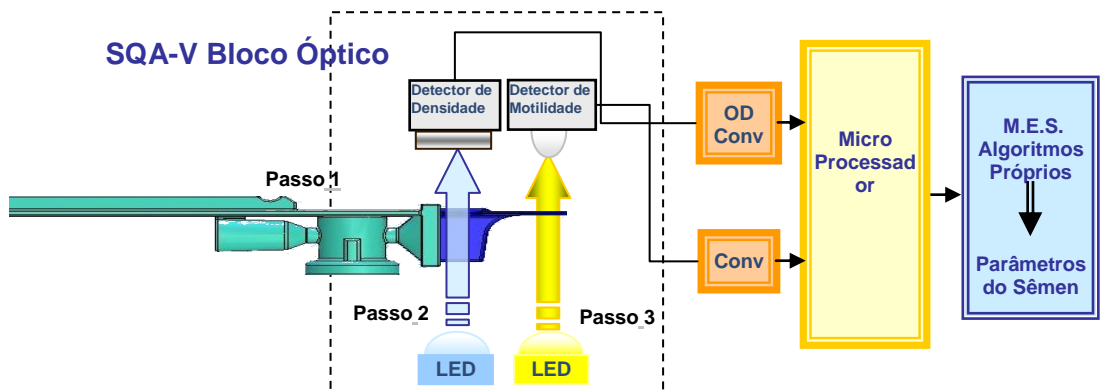 SQA-V Bloco Óptico
Detector de
Densidade
Detector de
Motilidade
OD
Conv
Micro
Processad
or
M.E.S.
Algoritmos
Próprios
Passo 1
Conv
Parâmetros
do Sêmen
Passo 2
Passo 3
LED
LED